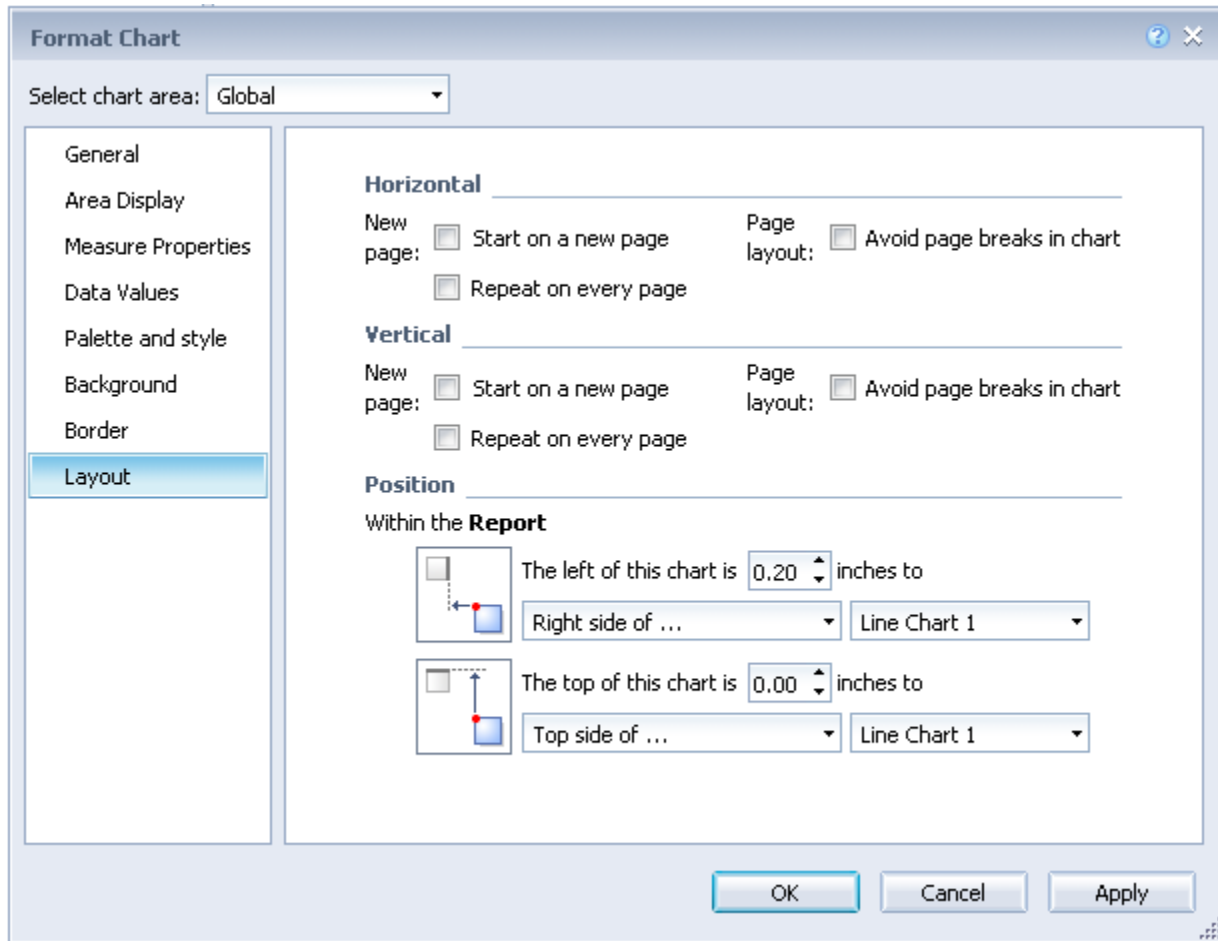 Format Chart
Select chart area: Global
General
Area Display
Measure Properties
Data Values
Palette and style
Background
Border
Layout
Horizontal
New page: Start on a new page Page layout: Avoid page breaks in chart
Repeat on every page
Vertical
New page: Start on a new page Page layout: Avoid page breaks in chart
Repeat on every page
Position
Within the Report
The left of this chart is 0.20 inches to
Right side of ... Line Chart 1
The top of this chart is 0.00 inches to
Top side of ... Line Chart 1
OK Cancel Apply